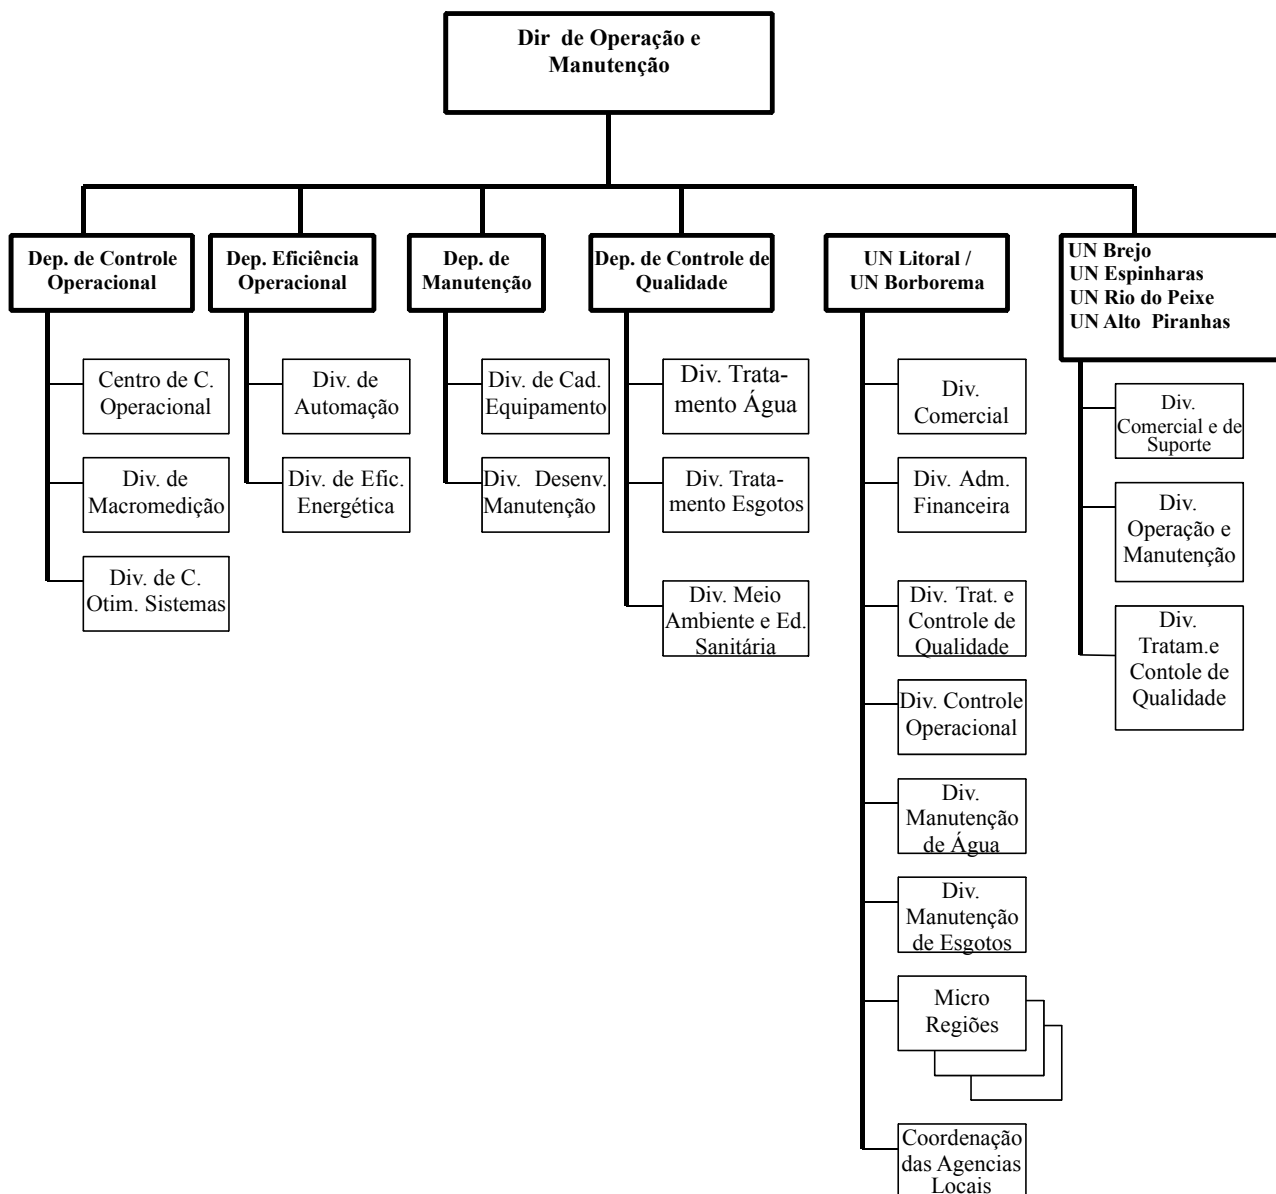 Dir de Operação e
Manutenção
Dep. de Controle
Operacional
Dep. Eficiência
Operacional
Dep. de
Manutenção
Dep. de Controle de
Qualidade
UN Litoral /
UN Borborema
UN Brejo
UN Espinharas
UN Rio do Peixe
UN Alto Piranhas
Centro de C.
Operacional
Div. de
Macromedição
Div. de C.
Otim. Sistemas
Div. de
Automação
Div. de Efic.
Energética
Div. de Cad.
Equipamento
Div. Desenv.
Manutenção
Div. Trata-
mento Água
Div. Trata-
mento Esgotos
Div. Meio
Ambiente e Ed.
Sanitária
Div.
Comercial
Div. Adm.
Financeira
Div. Trat. e
Controle de
Qualidade
Div. Controle
Operacional
Div.
Manutenção
de Água
Div.
Manutenção
de Esgotos
Micro
Regiões
Coordenação
das Agencias
Locais
Div.
Comercial e de
Suporte
Div.
Operação e
Manutenção
Div.
Tratam.e
Contole de
Qualidade